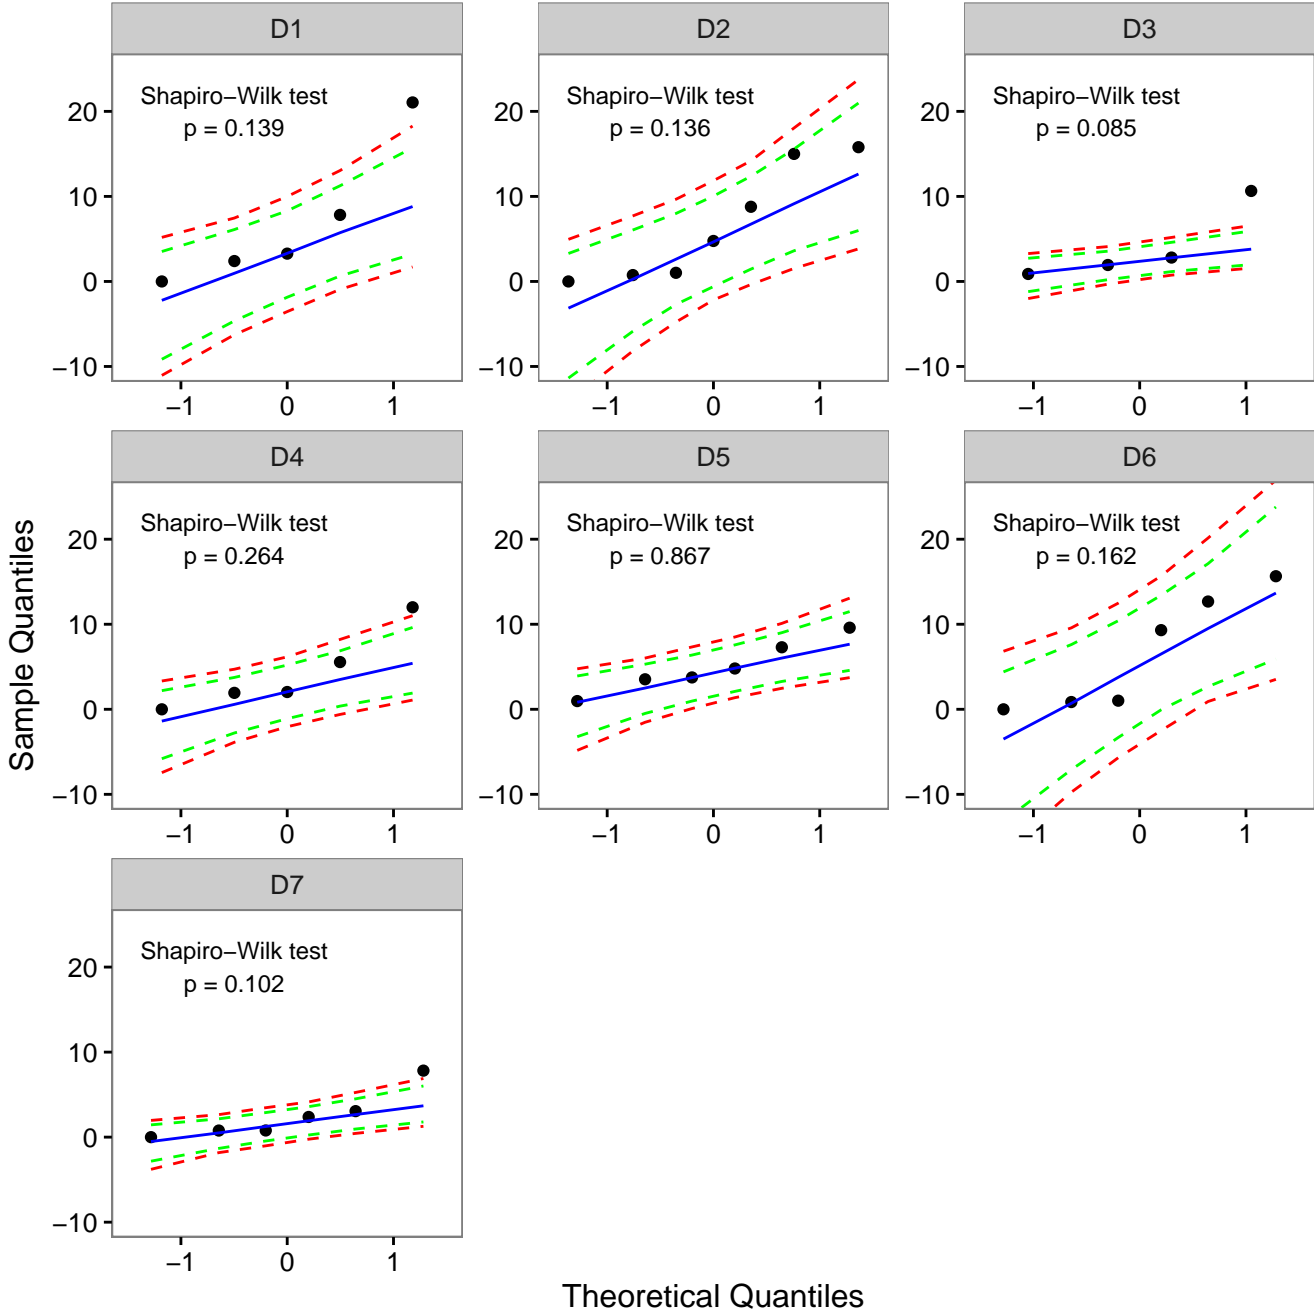 D1
D2
D3
Shapiro−Wilk test
p = 0.139
Shapiro−Wilk test
p = 0.136
Shapiro−Wilk test
p = 0.085
20
10
0
−10
20
10
0
−10
20
10
0
−10
−1 0 1
−1 0 1
−1 0 1
D4
D5
D6
Shapiro−Wilk test
p = 0.264
Shapiro−Wilk test
p = 0.867
Shapiro−Wilk test
p = 0.162
20
10
0
−10
20
10
0
−10
20
10
0
−10
−1 0 1
−1 0 1
−1 0 1
Sample Quantiles
D7
Shapiro−Wilk test
p = 0.102
20
10
0
−10
−1 0 1
Theoretical Quantiles